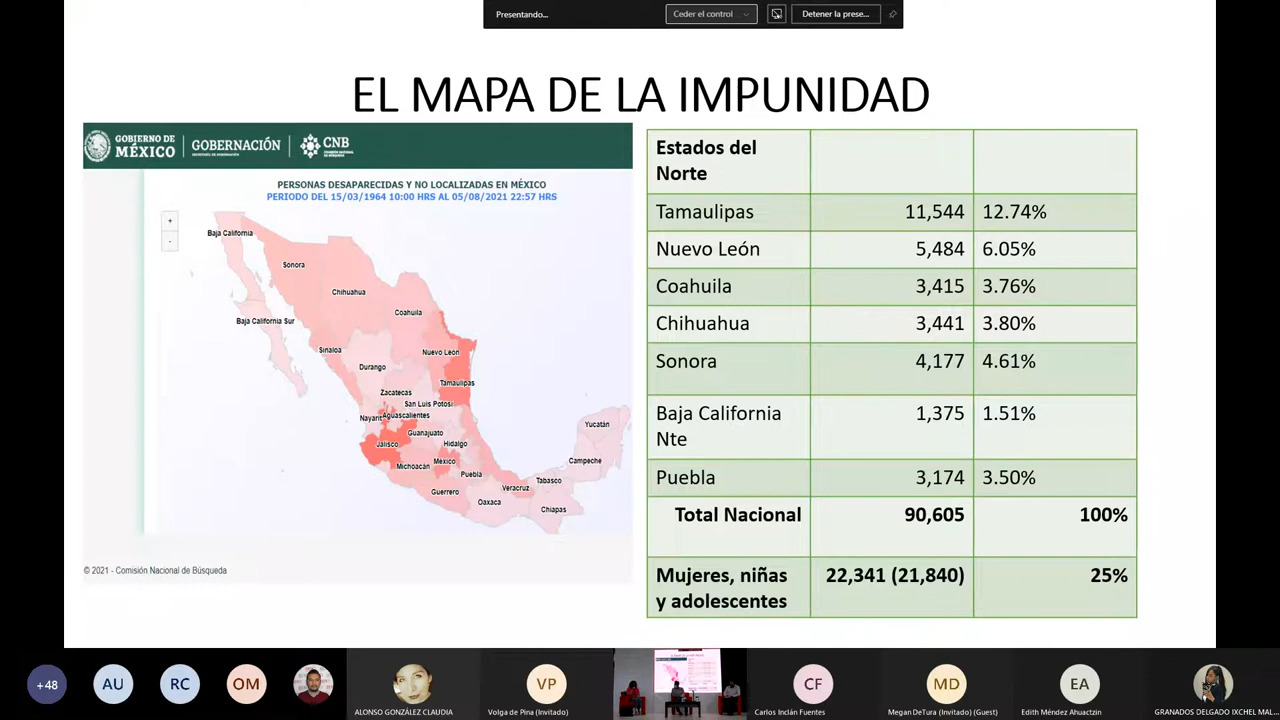 Presentando...
Ceder el control
Detener la prese...
EL MAPA DE LA IMPUNIDAD
GOBIERNO DE
MÉXICO
GOBERNACIÓN
SECRETARÍA DE GOBERNACIÓN
CNB
COMISIÓN NACIONAL
DE BÚSQUEDA
PERSONAS DESAPARECIDAS Y NO LOCALIZADAS EN MÉXICO
PERIODO DEL 15/03/1964 10:00 HRS AL 05/08/2021 22:57 HRS
+
-
Baja California
Sonora
Chihuahua
Coahuila
Baja California Sur
Sinaloa
Nuevo León
Durango
Tamaulipas
Zacatecas
San Luis Potosí
Nayarit
Aguascalientes
Yucatán
Guanajuato
Jalisco
Hidalgo
México
Campeche
Michoacán
Puebla
Tabasco
Veracruz
Guerrero
Oaxaca
Chiapas
© 2021 - Comisión Nacional de Búsqueda
Estados del
Norte
Tamaulipas 11,544 12.74%
Nuevo León 5,484 6.05%
Coahuila 3,415 3.76%
Chihuahua 3,441 3.80%
Sonora 4,177 4.61%
Baja California 1,375 1.51%
Nte
Puebla 3,174 3.50%
Total Nacional 90,605 100%
Mujeres, niñas 22,341 (21,840) 25%
y adolescentes
+48
AU
RC
OM
ALONSO GONZÁLEZ CLAUDIA
VP
Volga de Pina (Invitado)
CF
Carlos Inclán Fuentes
MD
Megan DeTura (Invitado) (Guest)
EA
Edith Méndez Ahuactzin
GRANADOS DELGADO IXCHEL MAL...